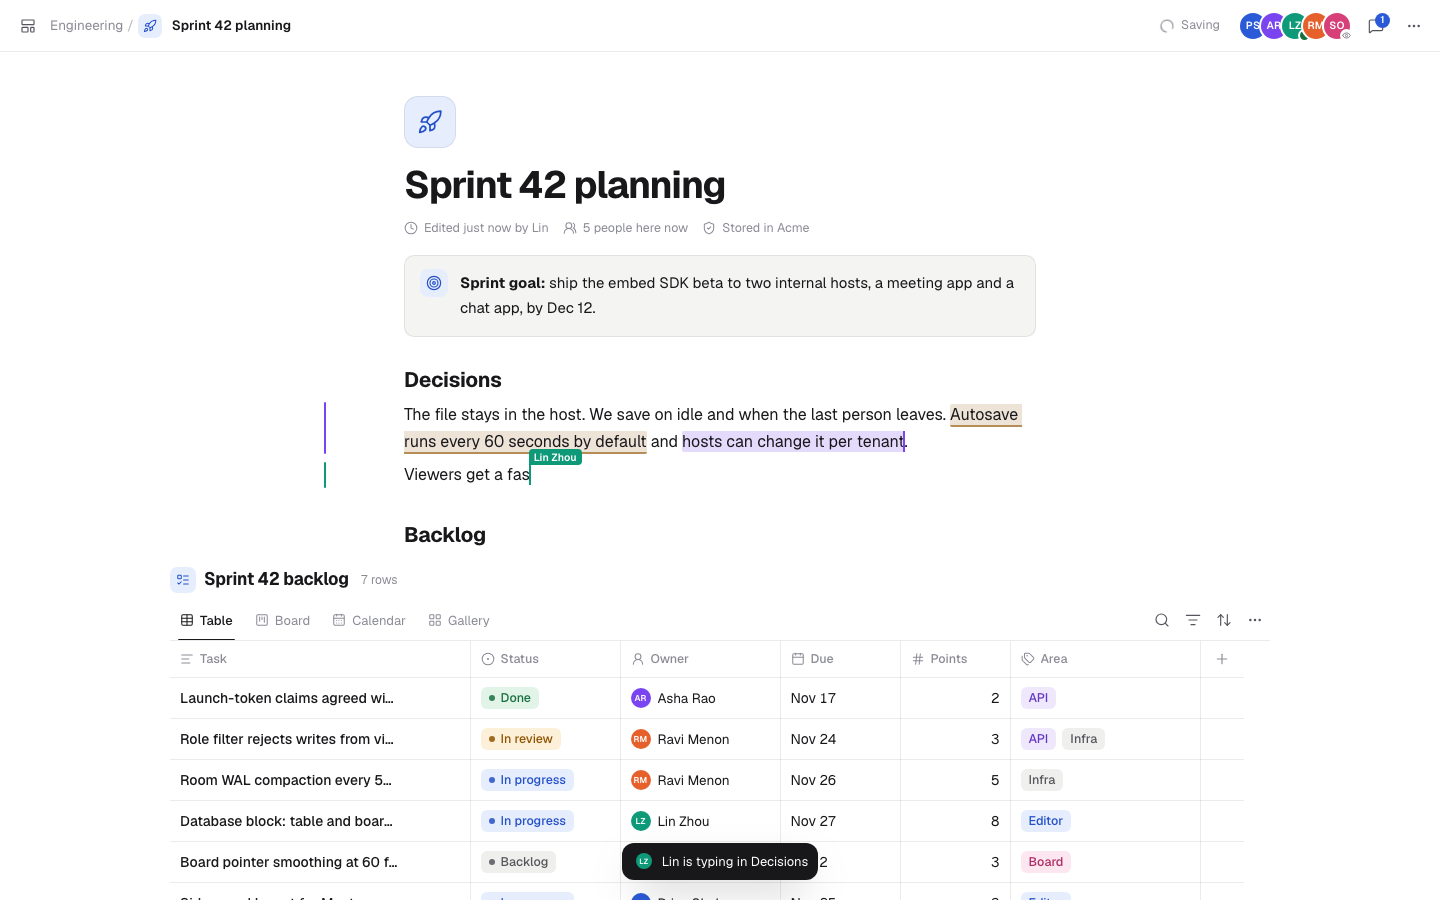 Engineering / Sprint 42 planning
Saving
PS AR LZ RM SO
1
Sprint 42 planning
Edited just now by Lin 5 people here now Stored in Acme
Sprint goal: ship the embed SDK beta to two internal hosts, a meeting app and a
chat app, by Dec 12.
Decisions
The file stays in the host. We save on idle and when the last person leaves. Autosave
runs every 60 seconds by default and hosts can change it per tenant.
Lin Zhou
Viewers get a fas
Backlog
Sprint 42 backlog 7 rows
Table Board Calendar Gallery
Task Status Owner Due Points Area
Launch-token claims agreed wi... Done AR Asha Rao Nov 17 2 API
Role filter rejects writes from vi... In review RM Ravi Menon Nov 24 3 API Infra
Room WAL compaction every 5... In progress RM Ravi Menon Nov 26 5 Infra
Database block: table and boar... In progress LZ Lin Zhou Nov 27 8 Editor
Board pointer smoothing at 60 f... Backlog 2 3 Board
LZ Lin is typing in Decisions